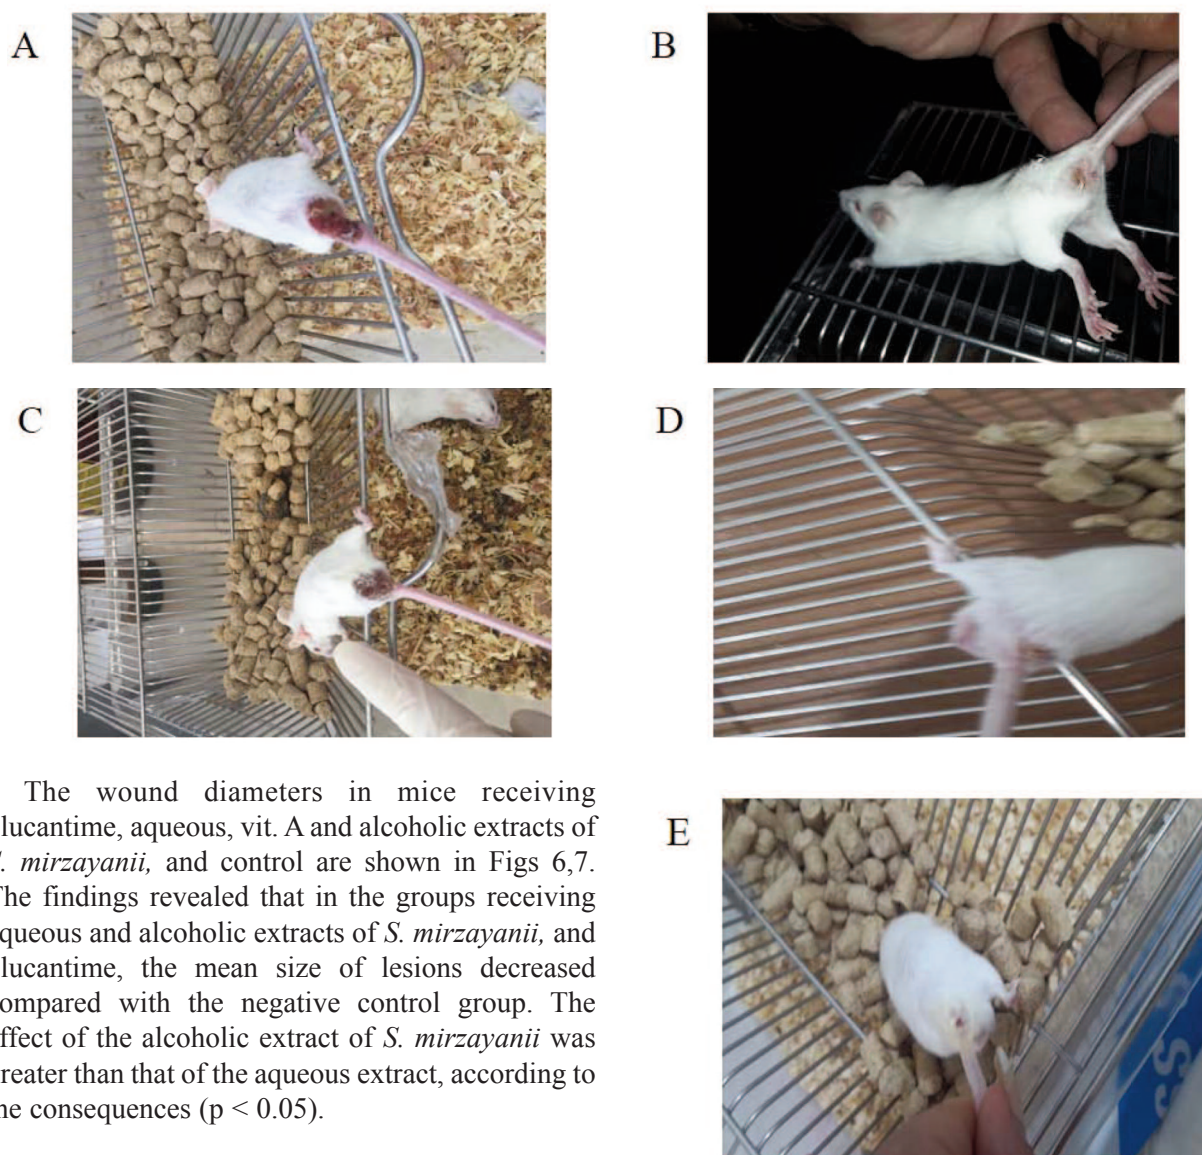 A
B
C
D
E
The wound diameters in mice receiving
lucantime, aqueous, vit. A and alcoholic extracts of
. mirzayanii, and control are shown in Figs 6,7.
he findings revealed that in the groups receiving
queous and alcoholic extracts of S. mirzayanii, and
lucantime, the mean size of lesions decreased
ompared with the negative control group. The
ffect of the alcoholic extract of S. mirzayanii was
reater than that of the aqueous extract, according to
he consequences (p < 0.05).